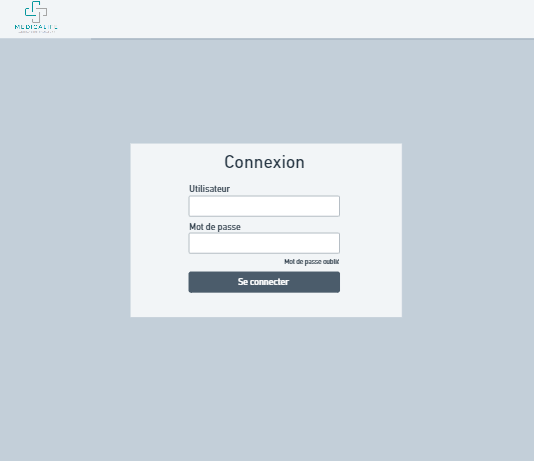 MEDICALITE
Connexion
Utilisateur
Mot de passe
Mot de passe oublié
Se connecter